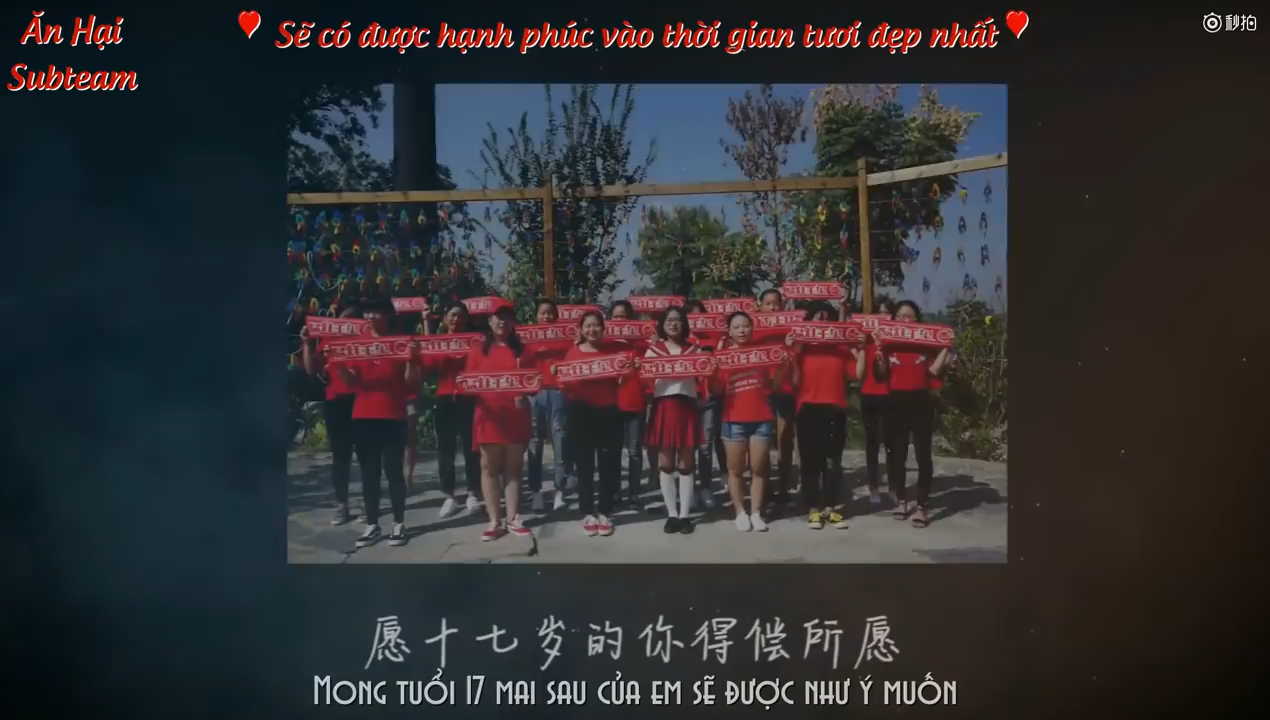 Ăn Hại
Subteam
Sẽ có được hạnh phúc vào thời gian tươi đẹp nhất
秒拍
愿十七岁的你得偿所愿
Mong tuổi 17 mai sau của em sẽ được như ý muốn